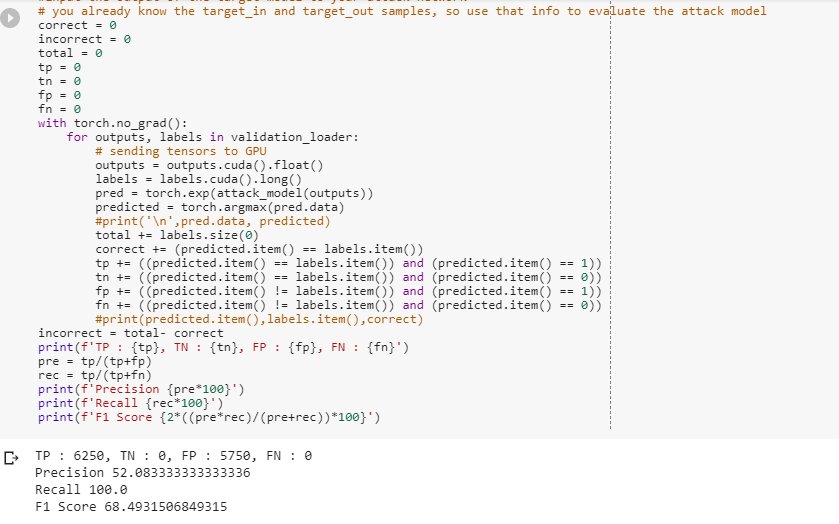 # you already know the target_in and target_out samples, so use that info to evaluate the attack model
correct = 0
incorrect = 0
total = 0
tp = 0
tn = 0
fp = 0
fn = 0
with torch.no_grad():
    for outputs, labels in validation_loader:
        # sending tensors to GPU
        outputs = outputs.cuda().float()
        labels = labels.cuda().long()
        pred = torch.exp(attack_model(outputs))
        predicted = torch.argmax(pred.data)
        #print('\n',pred.data, predicted)
        total += labels.size(0)
        correct += (predicted.item() == labels.item())
        tp += ((predicted.item() == labels.item()) and (predicted.item() == 1))
        tn += ((predicted.item() == labels.item()) and (predicted.item() == 0))
        fp += ((predicted.item() != labels.item()) and (predicted.item() == 1))
        fn += ((predicted.item() != labels.item()) and (predicted.item() == 0))
        #print(predicted.item(),labels.item(),correct)
incorrect = total- correct
print(f'TP : {tp}, TN : {tn}, FP : {fp}, FN : {fn}')
pre = tp/(tp+fp)
rec = tp/(tp+fn)
print(f'Precision {pre*100}')
print(f'Recall {rec*100}')
print(f'F1 Score {2*((pre*rec)/(pre+rec))*100}')
TP : 6250, TN : 0, FP : 5750, FN : 0
Precision 52.083333333333336
Recall 100.0
F1 Score 68.4931506849315